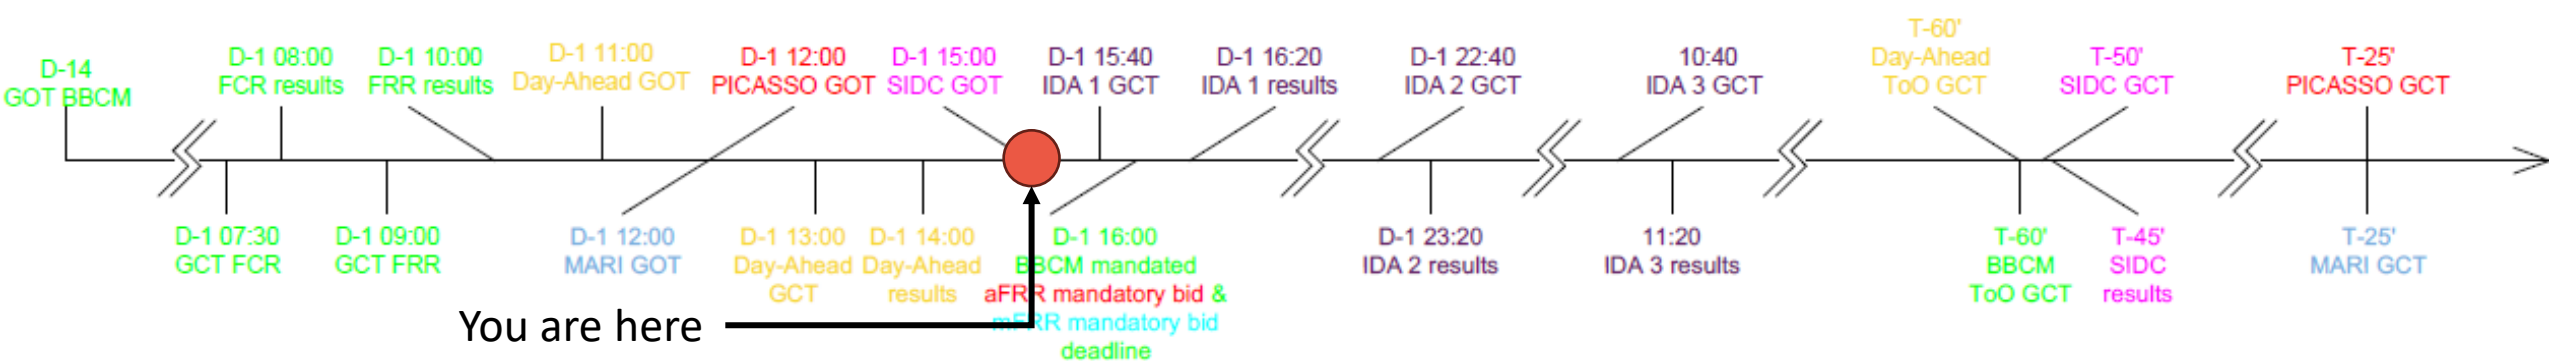 D-14
GOT BBCM
D-1 08:00
FCR results
D-1 10:00
FRR results
D-1 11:00
Day-Ahead GOT
D-1 12:00
PICASSO GOT
D-1 15:00
SIDC GOT
D-1 15:40
IDA 1 GCT
D-1 16:20
IDA 1 results
D-1 22:40
IDA 2 GCT
10:40
IDA 3 GCT
T-60'
Day-Ahead
ToO GCT
T-50'
SIDC GCT
T-25'
PICASSO GCT
D-1 07:30
GCT FCR
D-1 09:00
GCT FRR
D-1 12:00
MARI GOT
D-1 13:00
Day-Ahead
GCT
D-1 14:00
Day-Ahead
results
D-1 16:00
BBCM mandated
aFRR mandatory bid &
mFRR mandatory bid
deadline
D-1 23:20
IDA 2 results
11:20
IDA 3 results
T-60'
BBCM
ToO GCT
T-45'
SIDC
results
T-25'
MARI GCT
You are here